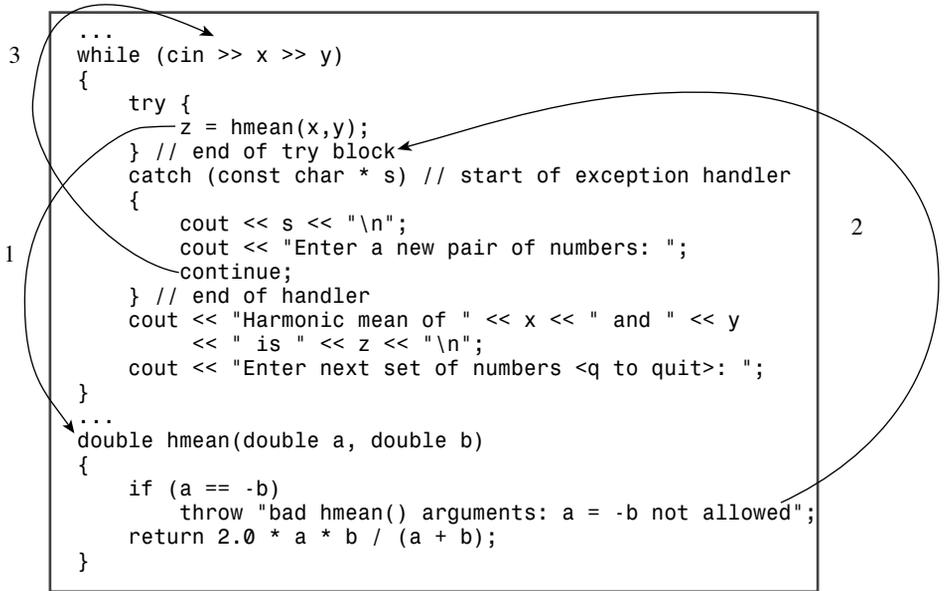 ...
while (cin >> x >> y)
{
    try {
        z = hmean(x,y);
    } // end of try block
    catch (const char * s) // start of exception handler
    {
        cout << s << "\n";
        cout << "Enter a new pair of numbers: ";
        continue;
    } // end of handler
    cout << "Harmonic mean of " << x << " and " << y
         << " is " << z << "\n";
    cout << "Enter next set of numbers <q to quit>: ";
}
...
double hmean(double a, double b)
{
    if (a == -b)
        throw "bad hmean() arguments: a = -b not allowed";
    return 2.0 * a * b / (a + b);
}
3
1
2